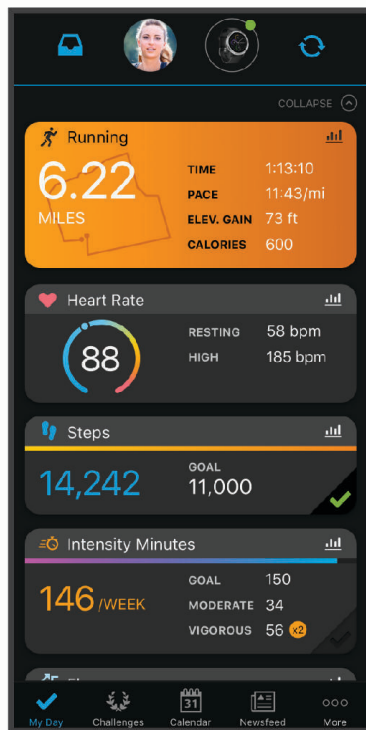 COLLAPSE
Running
6.22
MILES
TIME 1:13:10
PACE 11:43/mi
ELEV. GAIN 73 ft
CALORIES 600
Heart Rate
88
RESTING 58 bpm
HIGH 185 bpm
Steps
14,242
GOAL
11,000
Intensity Minutes
146 /WEEK
GOAL 150
MODERATE 34
VIGOROUS 56 x2
31
My Day Challenges Calendar Newsfeed More